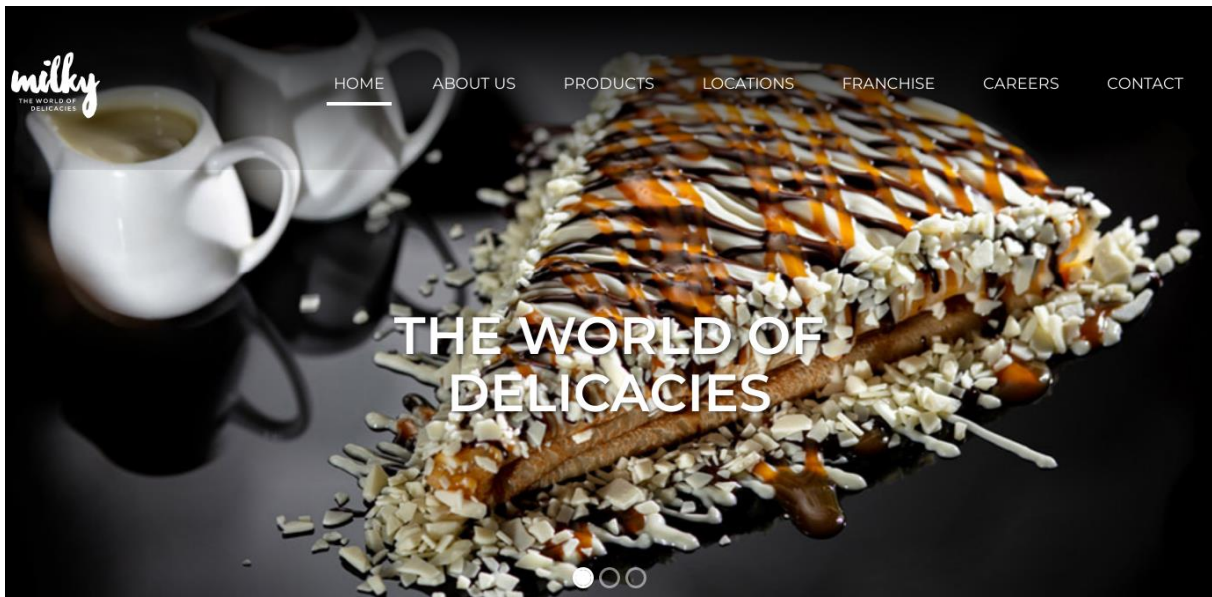 milky
THE WORLD OF
DELICACIES
HOME ABOUT US PRODUCTS LOCATIONS FRANCHISE CAREERS CONTACT
THE WORLD OF
DELICACIES